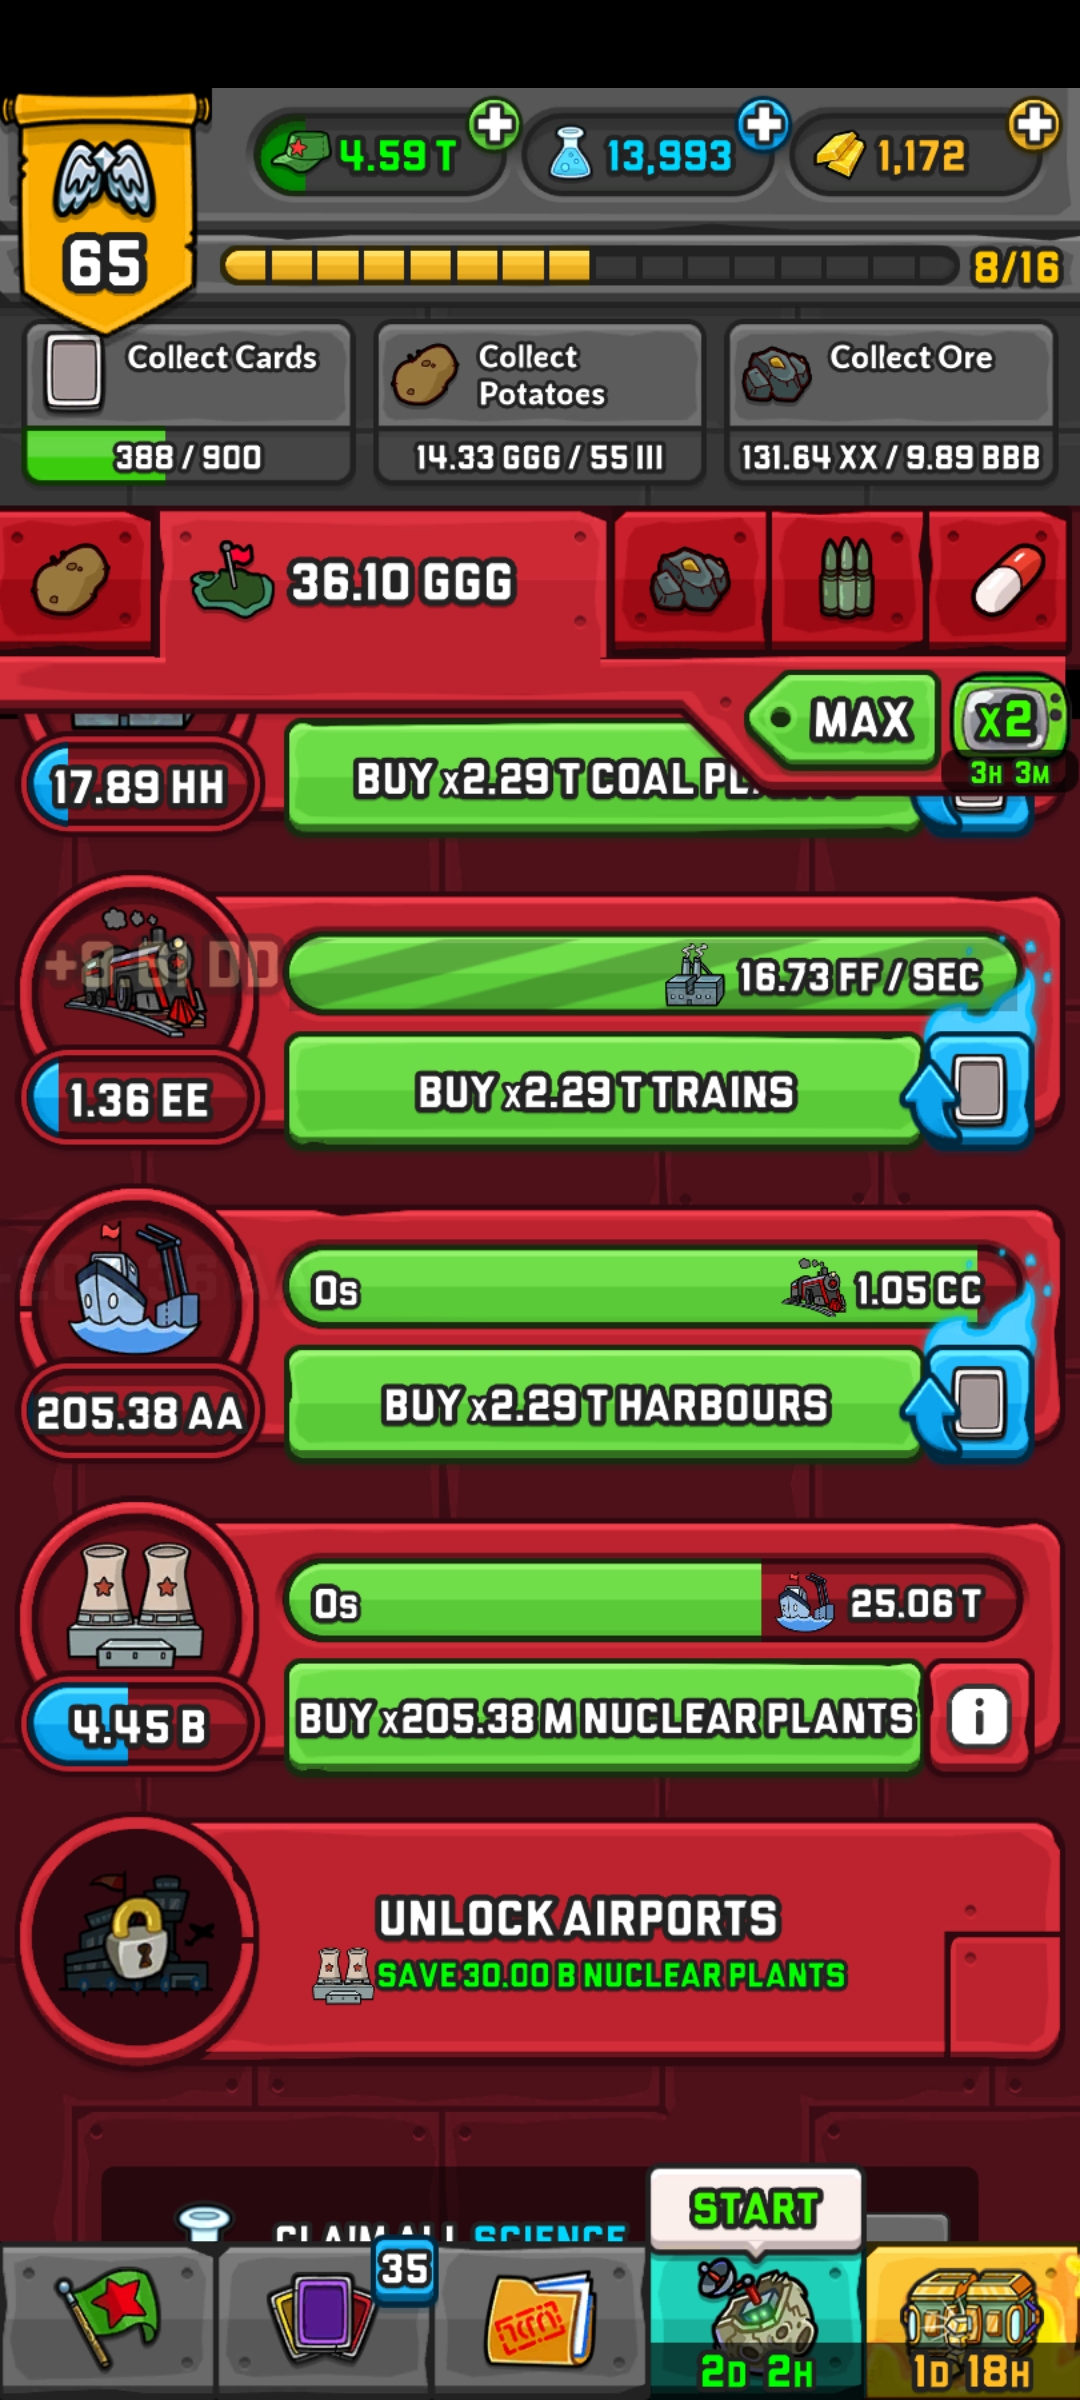 4.59 T
13,993
1,172
65
8/16
Collect Cards
388 / 900
Collect
Potatoes
14.33 GGG / 55 III
Collect Ore
131.64 XX / 9.89 BBB
36.10 GGG
MAX
x2
3H 3M
17.89 HH
BUY x2.29 T COAL PL
16.73 FF / SEC
1.36 EE
BUY x2.29 T TRAINS
0s
1.05 CC
205.38 AA
BUY x2.29 T HARBOURS
0s
25.06 T
4.45 B
BUY x205.38 M NUCLEAR PLANTS
i
UNLOCK AIRPORTS
SAVE 30.00 B NUCLEAR PLANTS
START
CLAIM ALL SCIENCE
35
2D 2H
1D 18H